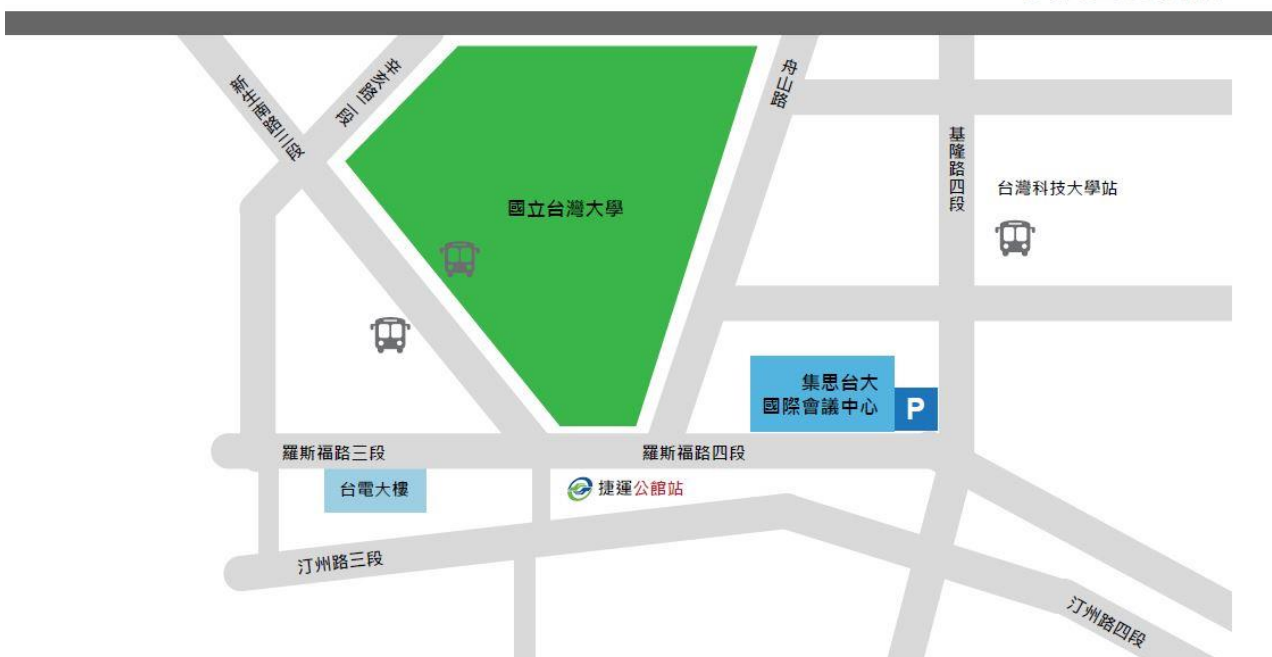 新生南路三段
辛亥路一段
舟山路
基隆路四段
台灣科技大學站
國立台灣大學
集思台大
國際會議中心
P
羅斯福路三段
羅斯福路四段
台電大樓
捷運公館站
汀州路三段
汀州路四段